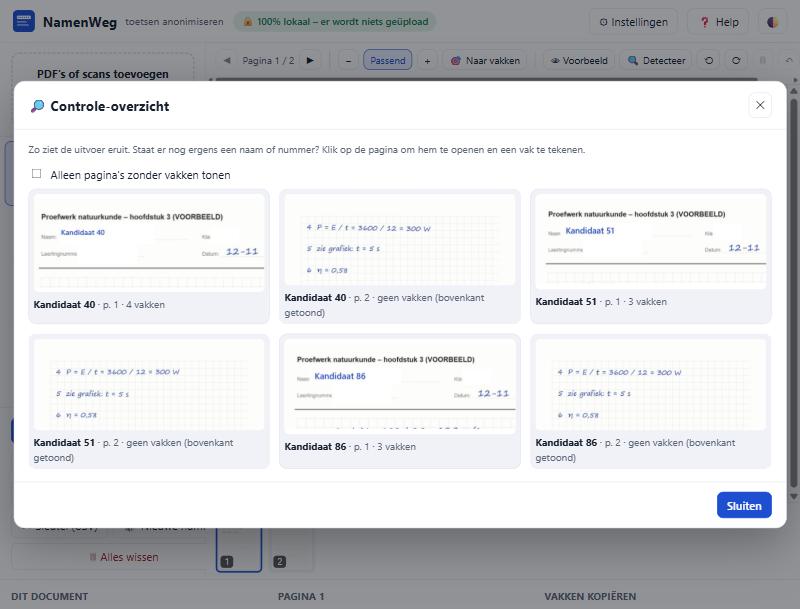 NamenWeg toetsen anonimiseren 100% lokaal – er wordt niets geüpload Instellingen Help
PDF's of scans toevoegen
Pagina 1 / 2 Passend Naar vakken Voorbeeld Detecteer
Controle-overzicht
Zo ziet de uitvoer eruit. Staat er nog ergens een naam of nummer? Klik op de pagina om hem te openen en een vak te tekenen.
Alleen pagina's zonder vakken tonen
Proefwerk natuurkunde – hoofdstuk 3 (VOORBEELD)
Naam: Kandidaat 40 Klas
Leerlingnummer Datum: 12-11
Kandidaat 40 · p. 1 · 4 vakken
4 P = E / t = 3600 / 12 = 300 W
5 zie grafiek: t = 5 s
6 η = 0,58
Kandidaat 40 · p. 2 · geen vakken (bovenkant
getoond)
Proefwerk natuurkunde – hoofdstuk 3 (VOORBEELD)
Naam: Kandidaat 51 Klas
Leerlingnummer Datum: 12-11
Kandidaat 51 · p. 1 · 3 vakken
4 P = E / t = 3600 / 12 = 300 W
5 zie grafiek: t = 5 s
6 η = 0,58
Kandidaat 51 · p. 2 · geen vakken (bovenkant
getoond)
Proefwerk natuurkunde – hoofdstuk 3 (VOORBEELD)
Naam: Kandidaat 86 Klas
Leerlingnummer Datum: 12-11
Kandidaat 86 · p. 1 · 3 vakken
4 P = E / t = 3600 / 12 = 300 W
5 zie grafiek: t = 5 s
6 η = 0,58
Kandidaat 86 · p. 2 · geen vakken (bovenkant
getoond)
Sluiten
Alles wissen
1 2
DIT DOCUMENT PAGINA 1 VAKKEN KOPIËREN